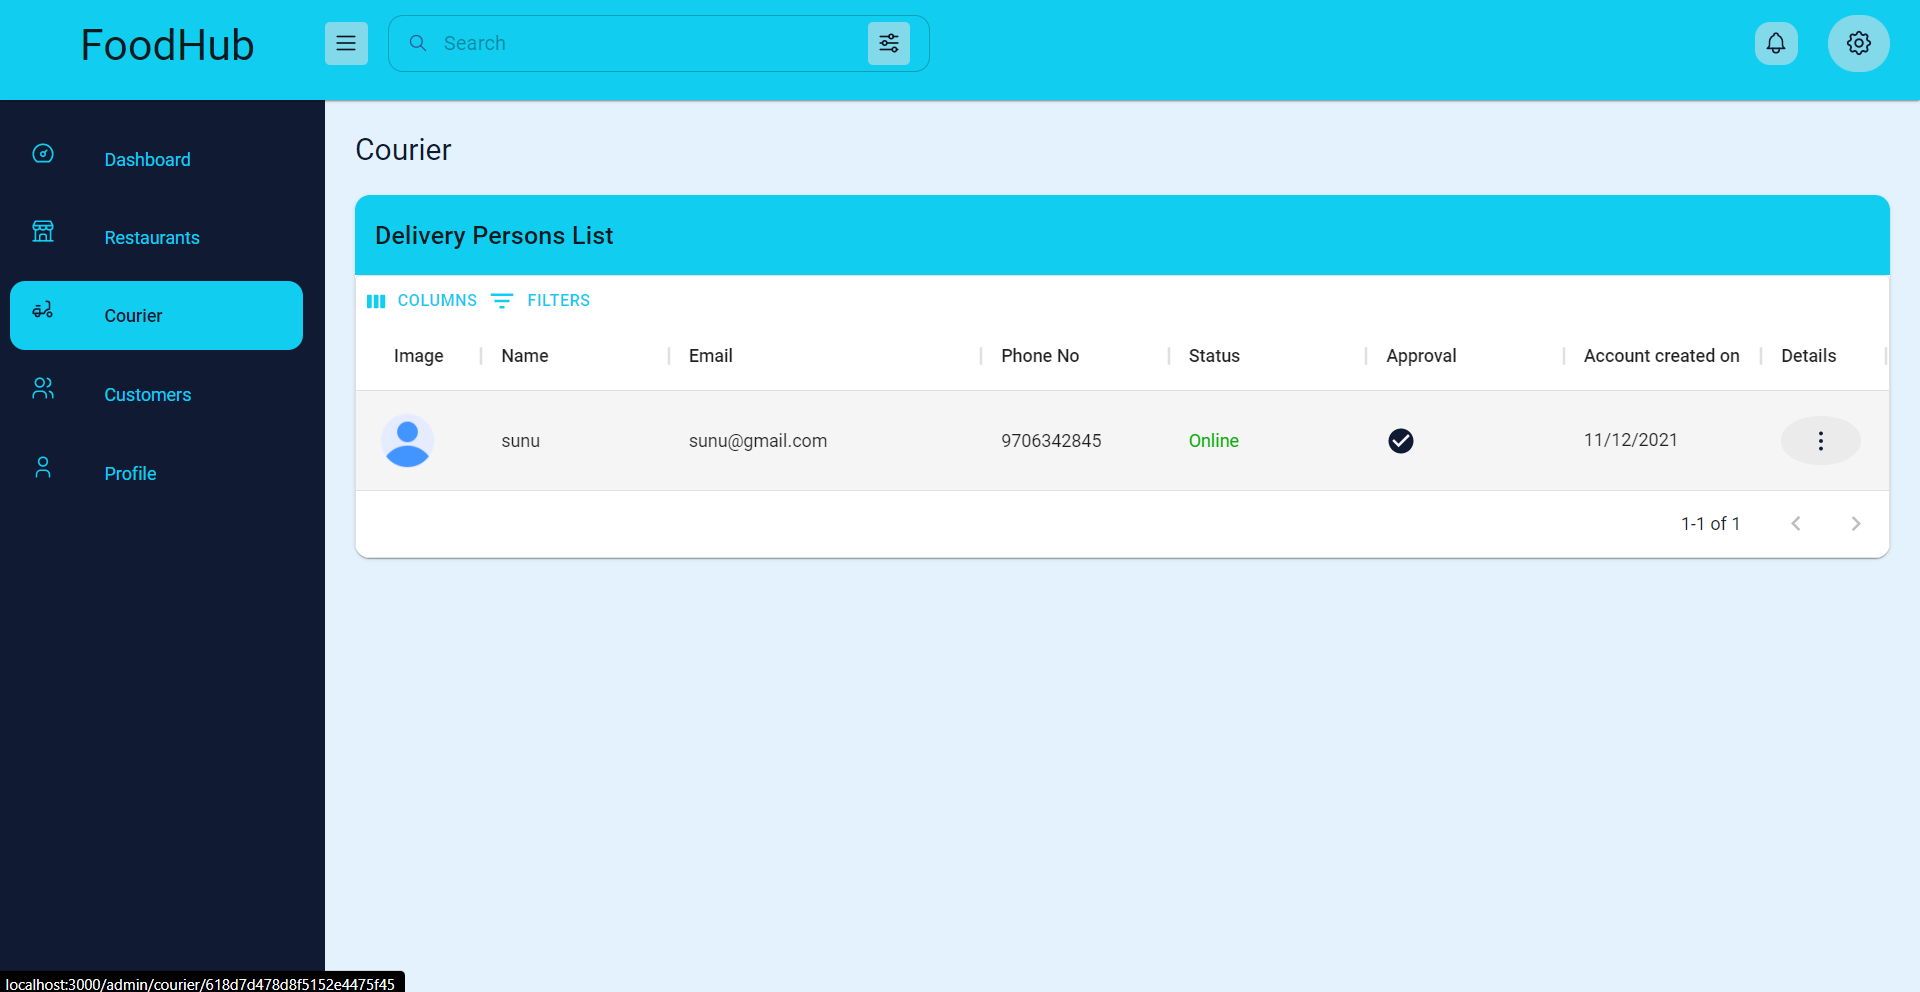 FoodHub
Search
Dashboard
Restaurants
Courier
Customers
Profile
Courier
Delivery Persons List
COLUMNS FILTERS
Image Name Email Phone No Status Approval Account created on Details
sunu sunu@gmail.com 9706342845 Online 11/12/2021
1-1 of 1
localhost:3000/admin/courier/618d7d478d8f5152e4475f45